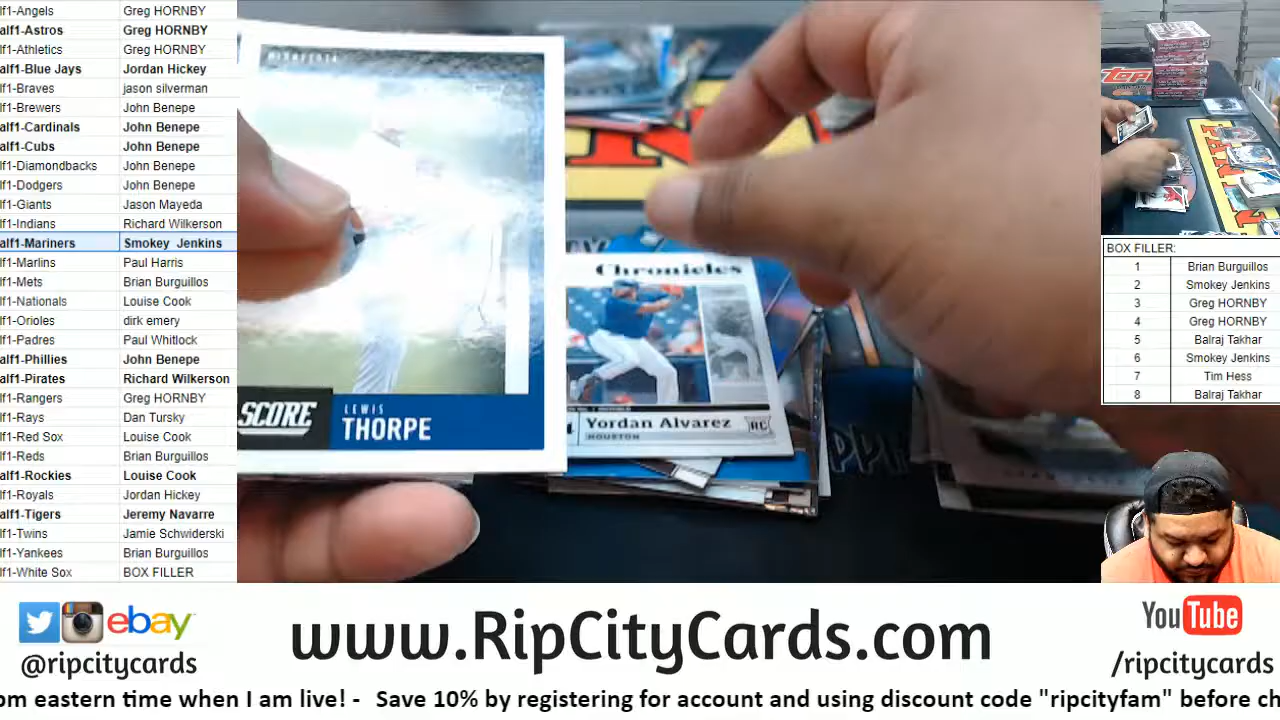 lf1-Angels Greg HORNBY
alf1-Astros Greg HORNBY
lf1-Athletics Greg HORNBY
alf1-Blue Jays Jordan Hickey
alf1-Braves jason silverman
lf1-Brewers John Benepe
alf1-Cardinals John Benepe
alf1-Cubs John Benepe
lf1-Diamondbacks John Benepe
lf1-Dodgers John Benepe
lf1-Giants Jason Mayeda
lf1-Indians Richard Wilkerson
alf1-Mariners Smokey Jenkins
lf1-Marlins Paul Harris
lf1-Mets Brian Burguillos
lf1-Nationals Louise Cook
lf1-Orioles dirk emery
lf1-Padres Paul Whitlock
alf1-Phillies John Benepe
alf1-Pirates Richard Wilkerson
lf1-Rangers Greg HORNBY
lf1-Rays Dan Tursky
lf1-Red Sox Louise Cook
lf1-Reds Brian Burguillos
alf1-Rockies Louise Cook
lf1-Royals Jordan Hickey
alf1-Tigers Jeremy Navarre
lf1-Twins Jamie Schwiderski
lf1-Yankees Brian Burguillos
lf1-White Sox BOX FILLER
MINNESOTA
SCORE
LEWIS
THORPE
Chronicles
Yordan Alvarez RC
HOUSTON
BOX FILLER:
1 Brian Burguillos
2 Smokey Jenkins
3 Greg HORNBY
4 Greg HORNBY
5 Balraj Takhar
6 Smokey Jenkins
7 Tim Hess
8 Balraj Takhar
ebay
@ripcitycards
www.RipCityCards.com
YouTube
/ripcitycards
om eastern time when I am live! - Save 10% by registering for account and using discount code "ripcityfam" before ch